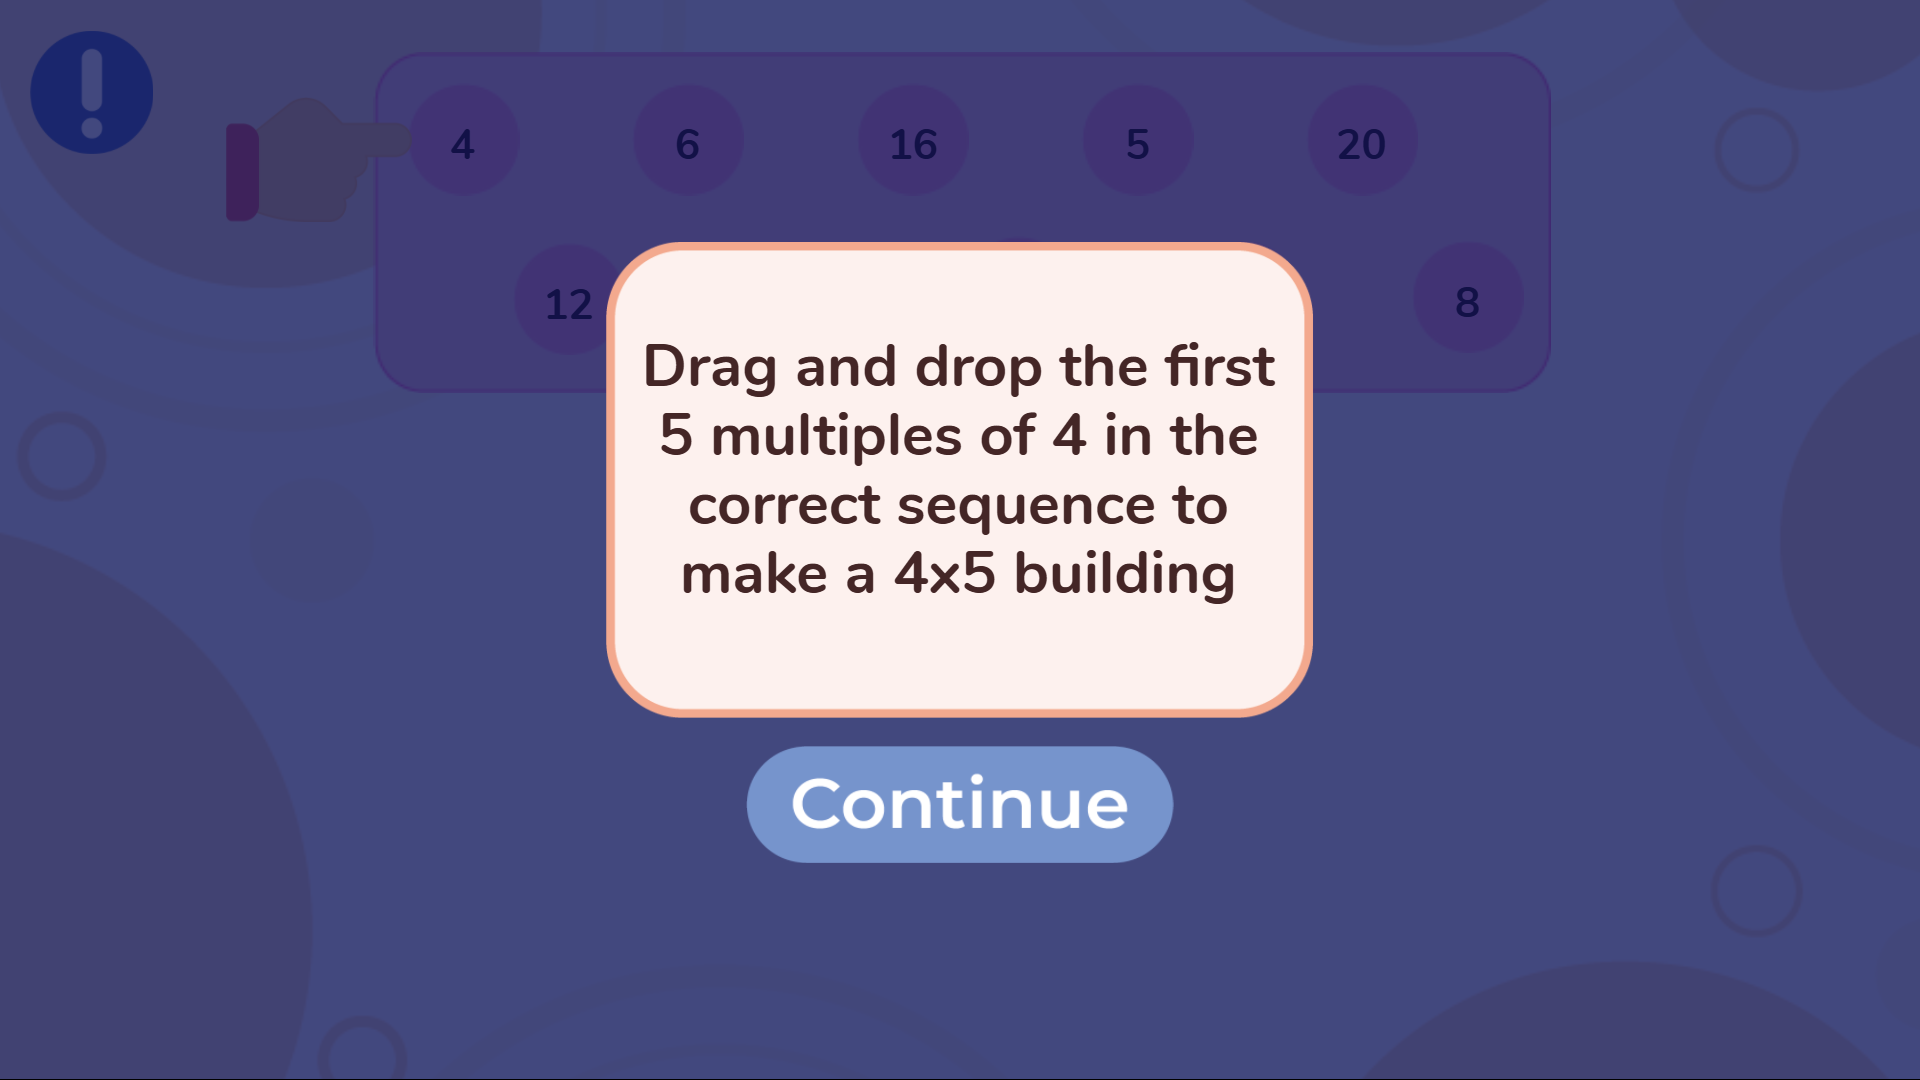 4 6 16 5 20
12 8
Drag and drop the first
5 multiples of 4 in the
correct sequence to
make a 4x5 building
Continue